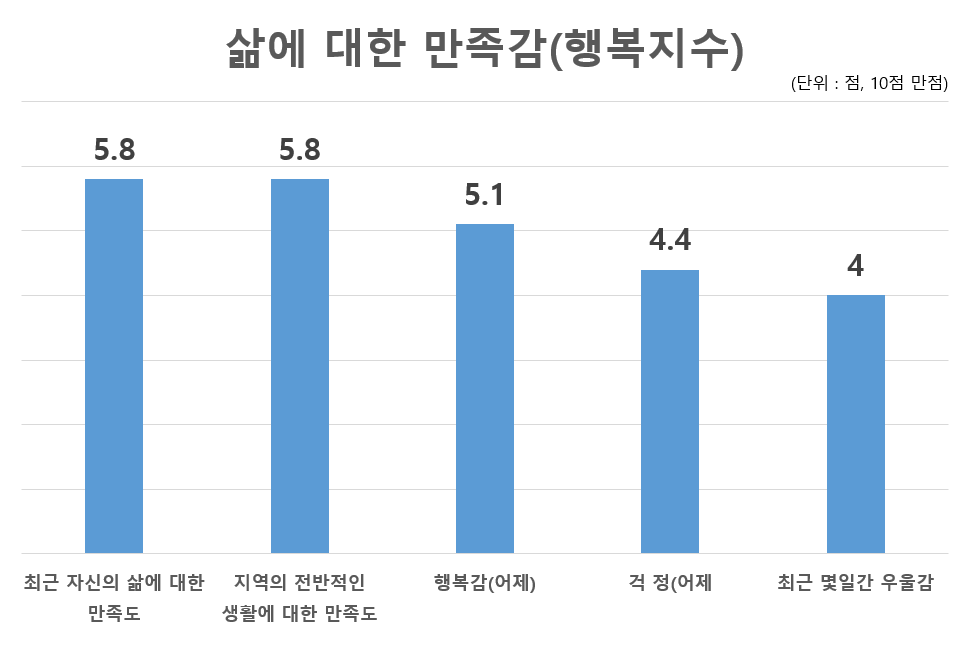 삶에 대한 만족감(행복지수)
(단위 : 점, 10점 만점)
5.8
5.8
5.1
4.4
4
최근 자신의 삶에 대한
만족도
지역의 전반적인
생활에 대한 만족도
행복감(어제)
걱 정(어제
최근 몇일간 우울감